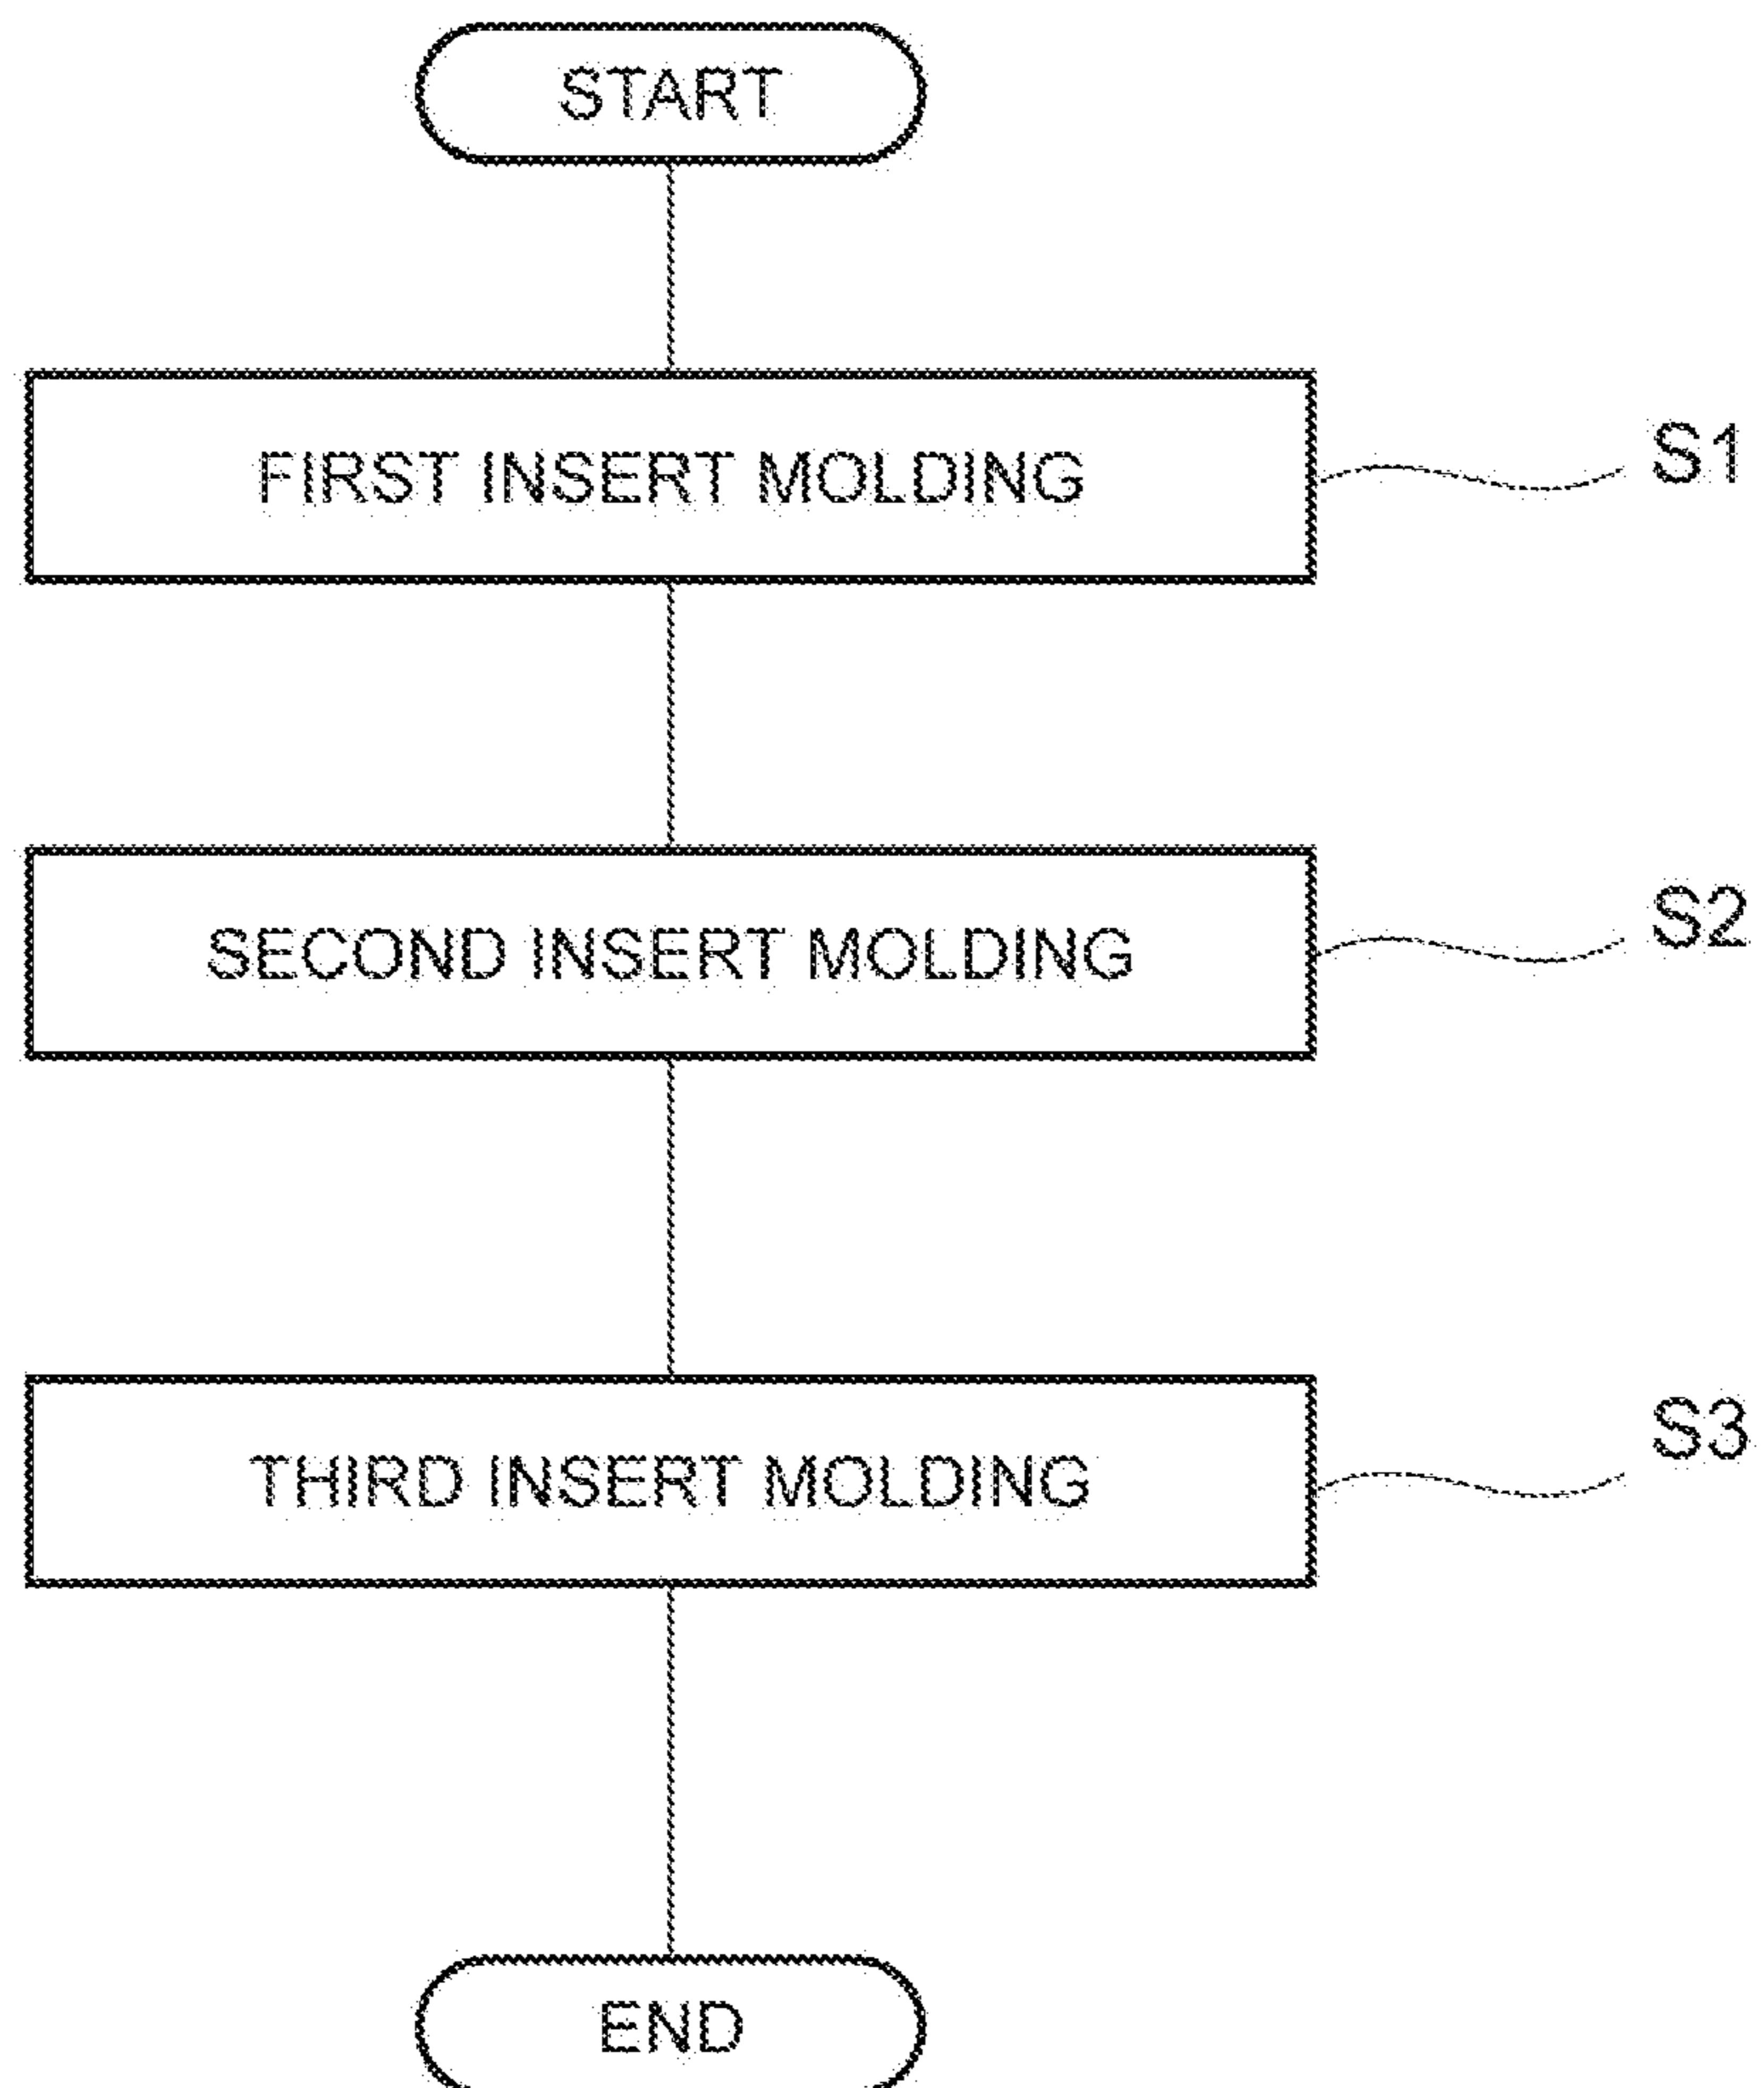 START
FIRST INSERT MOLDING
S1
SECOND INSERT MOLDING
S2
THIRD INSERT MOLDING
S3
END